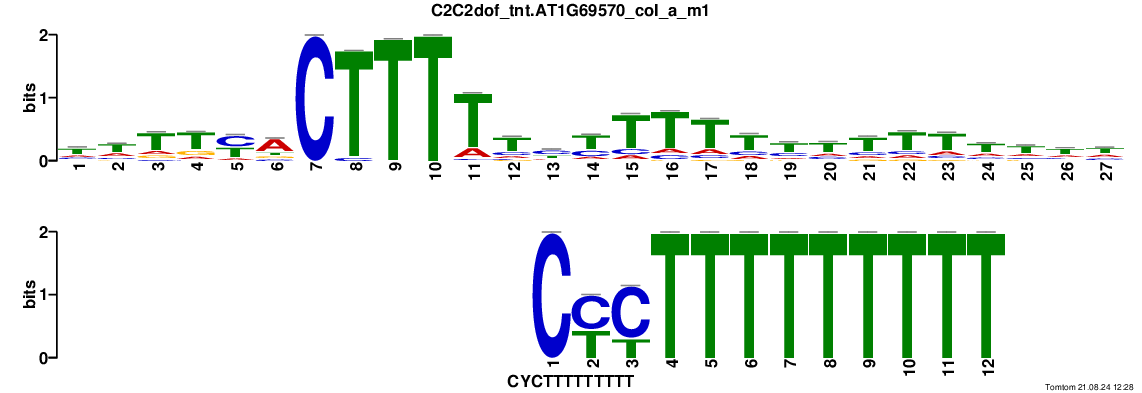 C2C2dof_tnt.AT1G69570_col_a_m1
2
bits
1
0
1 2 3 4 5 6 7 8 9 10 11 12 13 14 15 16 17 18 19 20 21 22 23 24 25 26 27
T T T T C A C T T T T T T T T T T T T T T T T T T T
2
bits
1
0
C C C T T T T T T T T T
T T
1 2 3 4 5 6 7 8 9 10 11 12
CYCTTTTTTTTT
Tomtom 21.08.24 12:28